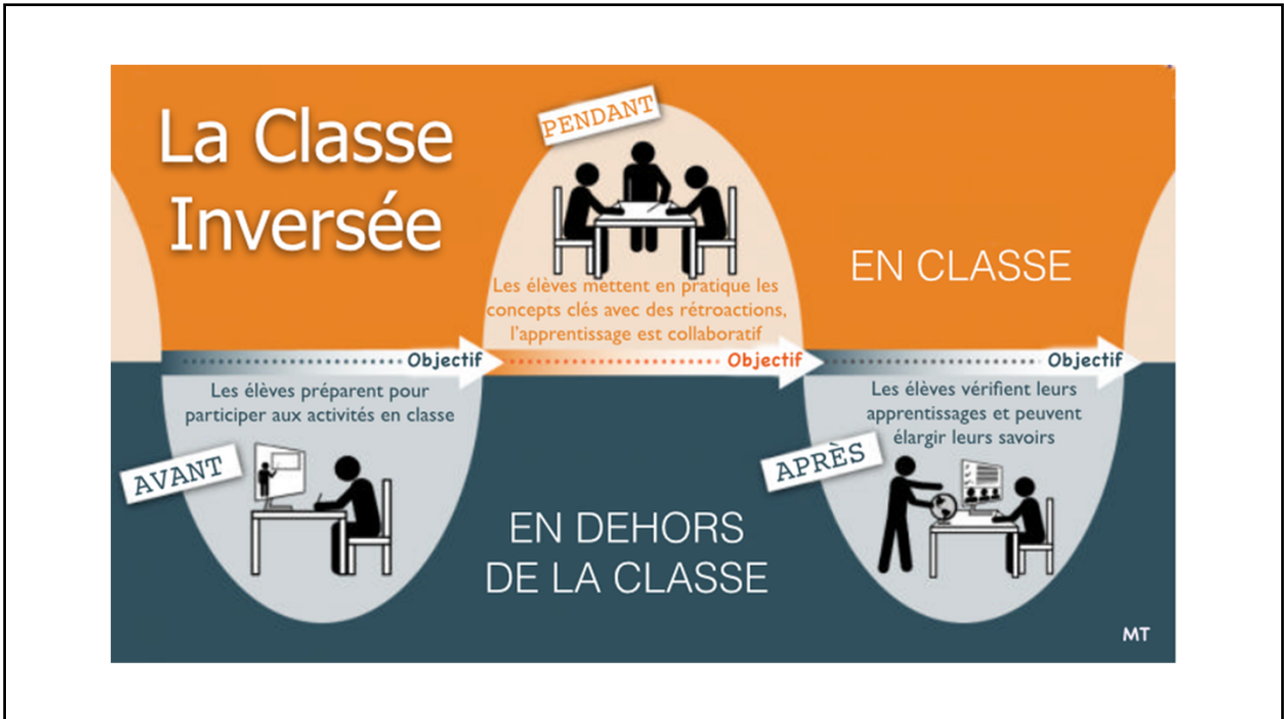 La Classe
Inversée
PENDANT
Les élèves mettent en pratique les
concepts clés avec des rétroactions,
l'apprentissage est collaboratif
EN CLASSE
Objectif
Objectif
Objectif
Les élèves préparent pour
participer aux activités en classe
AVANT
EN DEHORS
DE LA CLASSE
Les élèves vérifient leurs
apprentissages et peuvent
élargir leurs savoirs
APRÈS
MT